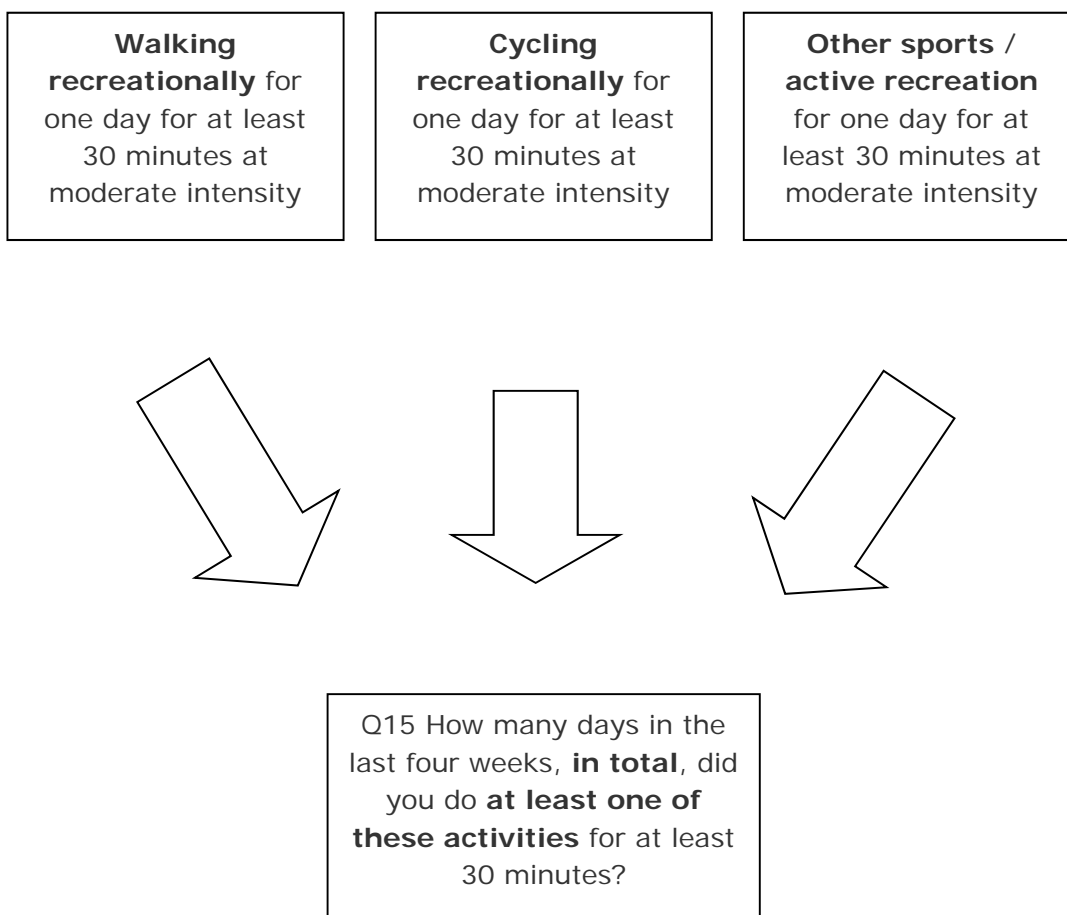 Walking
recreationally for
one day for at least
30 minutes at
moderate intensity
Cycling
recreationally for
one day for at least
30 minutes at
moderate intensity
Other sports /
active recreation
for one day for at
least 30 minutes at
moderate intensity
Q15 How many days in the
last four weeks, in total, did
you do at least one of
these activities for at least
30 minutes?